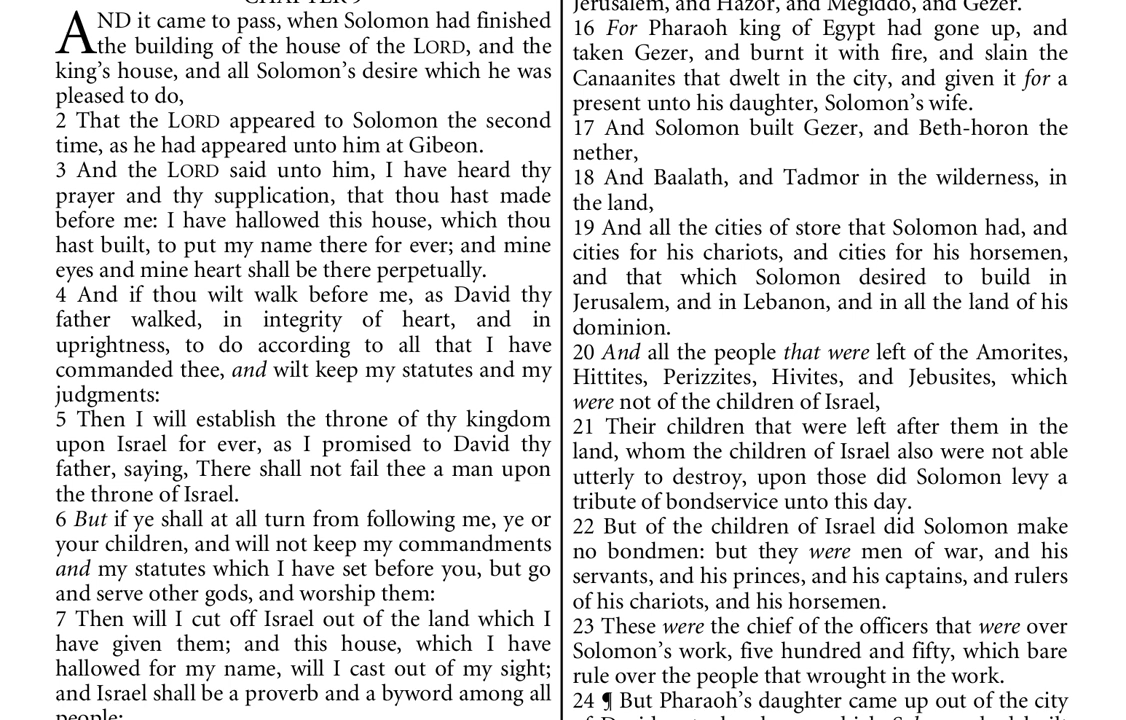 CHAPTER 9
AND it came to pass, when Solomon had finished
the building of the house of the LORD, and the
king’s house, and all Solomon’s desire which he was
pleased to do,
2 That the LORD appeared to Solomon the second
time, as he had appeared unto him at Gibeon.
3 And the LORD said unto him, I have heard thy
prayer and thy supplication, that thou hast made
before me: I have hallowed this house, which thou
hast built, to put my name there for ever; and mine
eyes and mine heart shall be there perpetually.
4 And if thou wilt walk before me, as David thy
father walked, in integrity of heart, and in
uprightness, to do according to all that I have
commanded thee, and wilt keep my statutes and my
judgments:
5 Then I will establish the throne of thy kingdom
upon Israel for ever, as I promised to David thy
father, saying, There shall not fail thee a man upon
the throne of Israel.
6 But if ye shall at all turn from following me, ye or
your children, and will not keep my commandments
and my statutes which I have set before you, but go
and serve other gods, and worship them:
7 Then will I cut off Israel out of the land which I
have given them; and this house, which I have
hallowed for my name, will I cast out of my sight;
and Israel shall be a proverb and a byword among all
people:
Jerusalem, and Hazor, and Megiddo, and Gezer.
16 For Pharaoh king of Egypt had gone up, and
taken Gezer, and burnt it with fire, and slain the
Canaanites that dwelt in the city, and given it for a
present unto his daughter, Solomon’s wife.
17 And Solomon built Gezer, and Beth-horon the
nether,
18 And Baalath, and Tadmor in the wilderness, in
the land,
19 And all the cities of store that Solomon had, and
cities for his chariots, and cities for his horsemen,
and that which Solomon desired to build in
Jerusalem, and in Lebanon, and in all the land of his
dominion.
20 And all the people that were left of the Amorites,
Hittites, Perizzites, Hivites, and Jebusites, which
were not of the children of Israel,
21 Their children that were left after them in the
land, whom the children of Israel also were not able
utterly to destroy, upon those did Solomon levy a
tribute of bondservice unto this day.
22 But of the children of Israel did Solomon make
no bondmen: but they were men of war, and his
servants, and his princes, and his captains, and rulers
of his chariots, and his horsemen.
23 These were the chief of the officers that were over
Solomon’s work, five hundred and fifty, which bare
rule over the people that wrought in the work.
24 ¶ But Pharaoh’s daughter came up out of the city